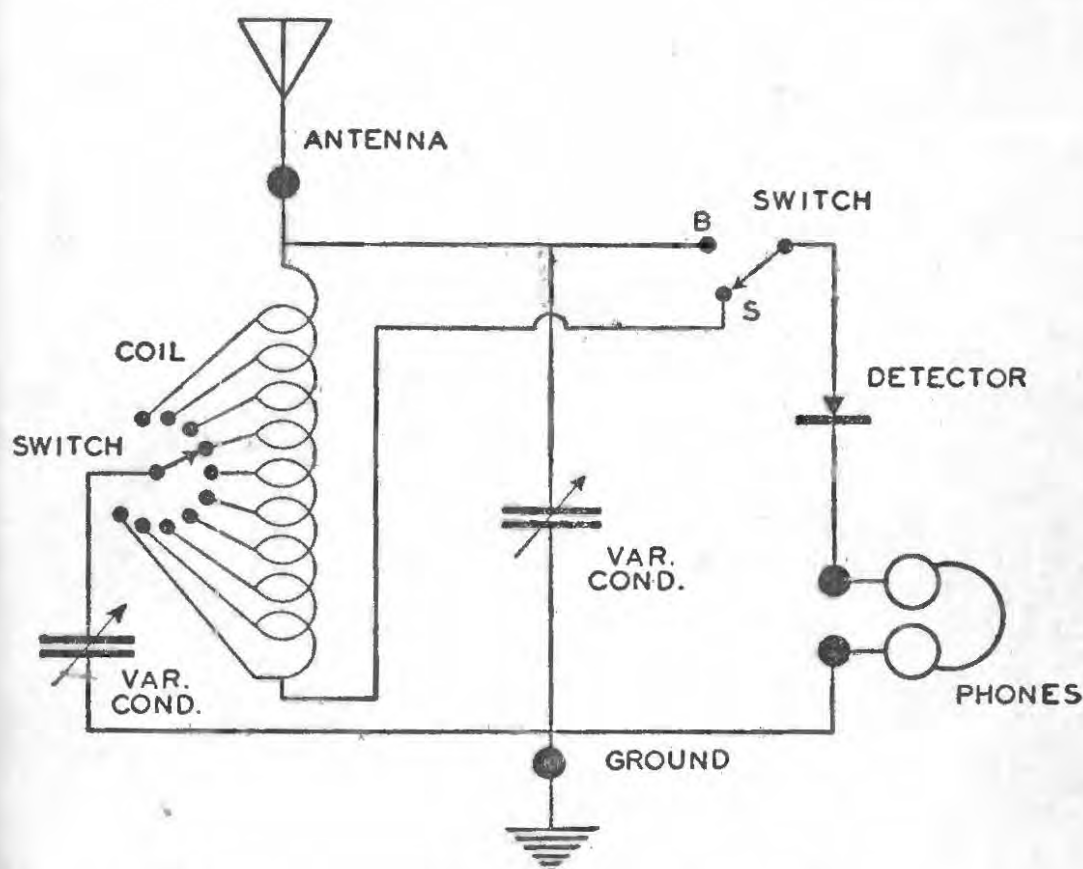 ANTENNA
B
SWITCH
S
COIL
DETECTOR
SWITCH
VAR.
COND.
VAR.
COND.
PHONES
GROUND